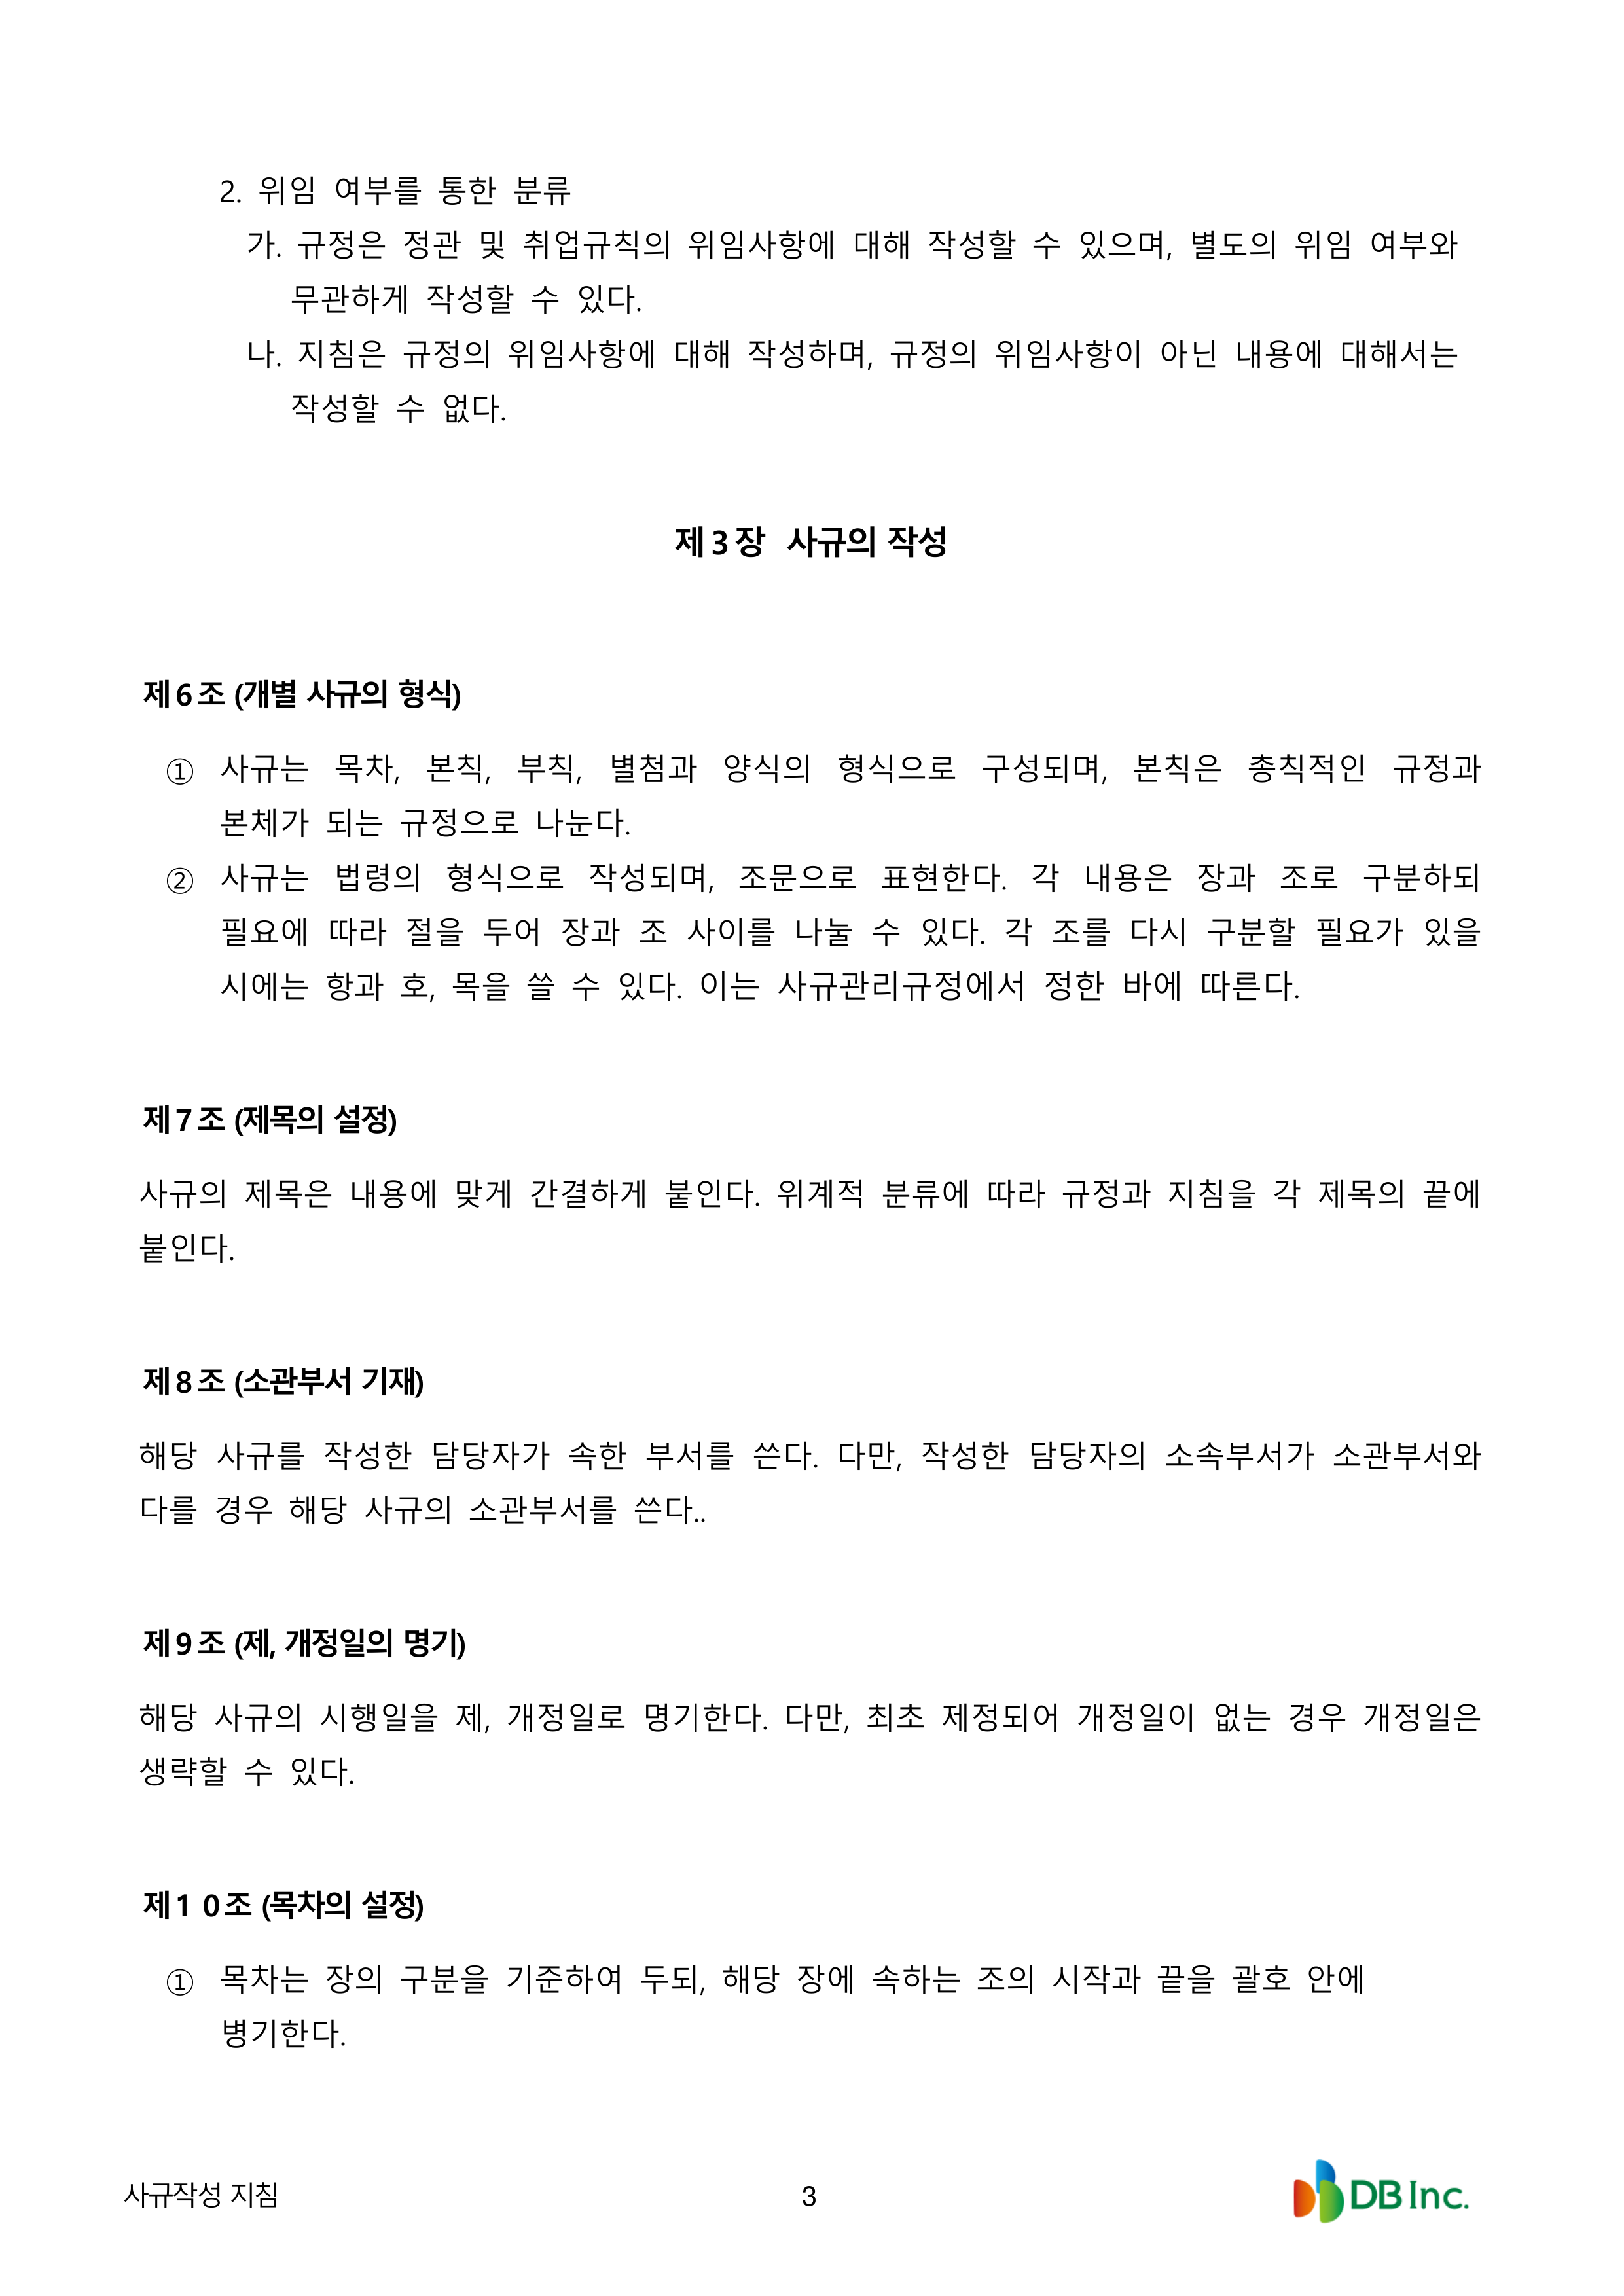 2. 위임 여부를 통한 분류
가. 규정은 정관 및 취업규칙의 위임사항에 대해 작성할 수 있으며, 별도의 위임 여부와
무관하게 작성할 수 있다.
나. 지침은 규정의 위임사항에 대해 작성하며, 규정의 위임사항이 아닌 내용에 대해서는
작성할 수 없다.
제3장 사규의 작성
제6조 (개별 사규의 형식)
① 사규는 목차, 본칙, 부칙, 별첨과 양식의 형식으로 구성되며, 본칙은 총칙적인 규정과
본체가 되는 규정으로 나눈다.
② 사규는 법령의 형식으로 작성되며, 조문으로 표현한다. 각 내용은 장과 조로 구분하되
필요에 따라 절을 두어 장과 조 사이를 나눌 수 있다. 각 조를 다시 구분할 필요가 있을
시에는 항과 호, 목을 쓸 수 있다. 이는 사규관리규정에서 정한 바에 따른다.
제7조 (제목의 설정)
사규의 제목은 내용에 맞게 간결하게 붙인다. 위계적 분류에 따라 규정과 지침을 각 제목의 끝에
붙인다.
제8조 (소관부서 기재)
해당 사규를 작성한 담당자가 속한 부서를 쓴다. 다만, 작성한 담당자의 소속부서가 소관부서와
다를 경우 해당 사규의 소관부서를 쓴다..
제9조 (제, 개정일의 명기)
해당 사규의 시행일을 제, 개정일로 명기한다. 다만, 최초 제정되어 개정일이 없는 경우 개정일은
생략할 수 있다.
제1 0조 (목차의 설정)
① 목차는 장의 구분을 기준하여 두되, 해당 장에 속하는 조의 시작과 끝을 괄호 안에
병기한다.
사규작성 지침
3
DB Inc.